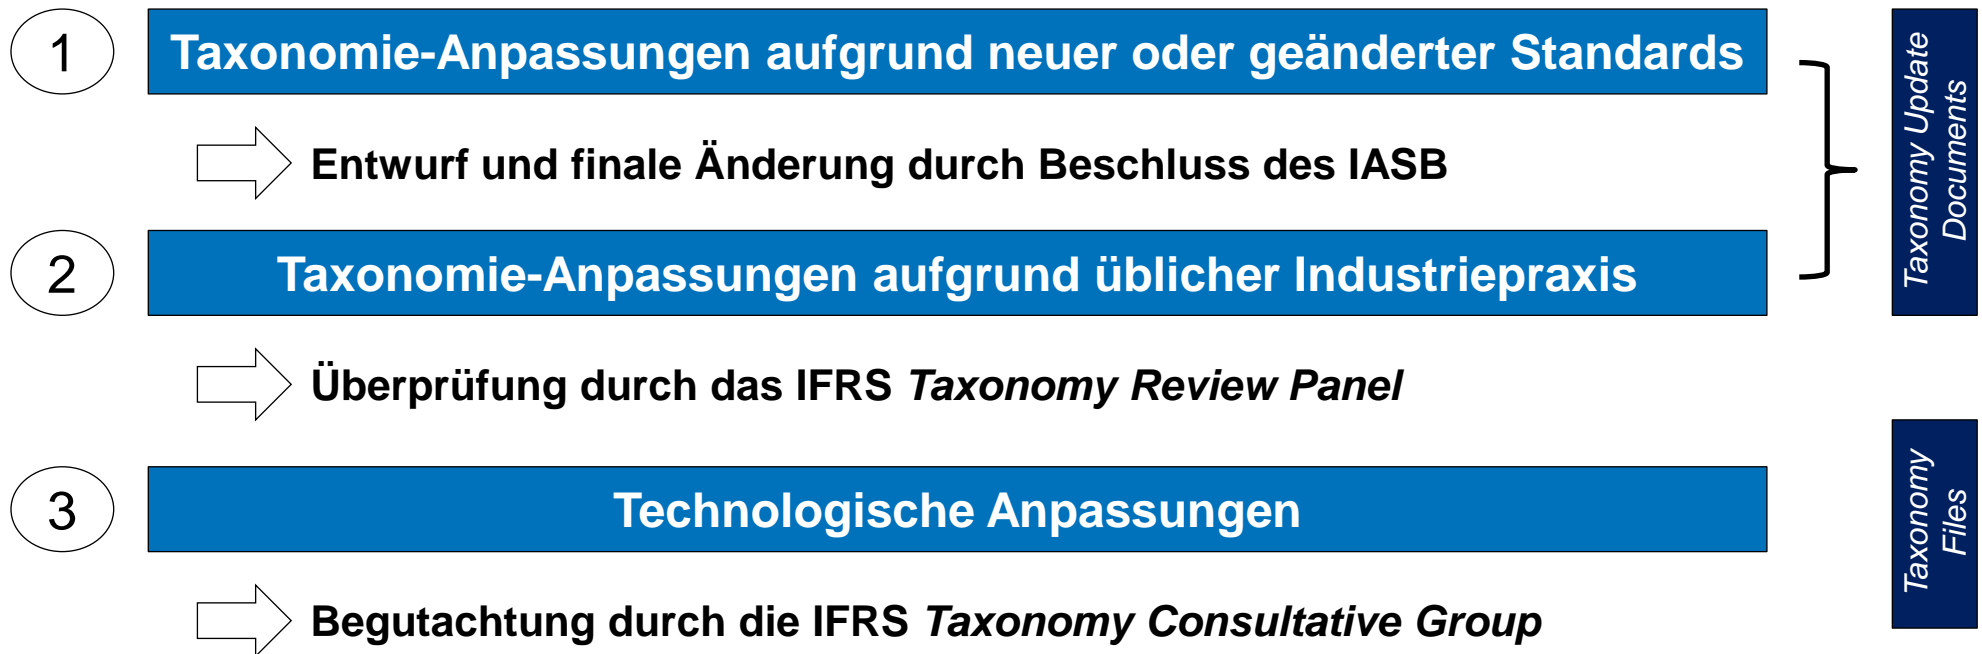 1
Taxonomie-Anpassungen aufgrund neuer oder geänderter Standards
Entwurf und finale Änderung durch Beschluss des IASB
2
Taxonomie-Anpassungen aufgrund üblicher Industriepraxis
Überprüfung durch das IFRS Taxonomy Review Panel
Taxonomy Update
Documents
3
Technologische Anpassungen
Begutachtung durch die IFRS Taxonomy Consultative Group
Taxonomy
Files